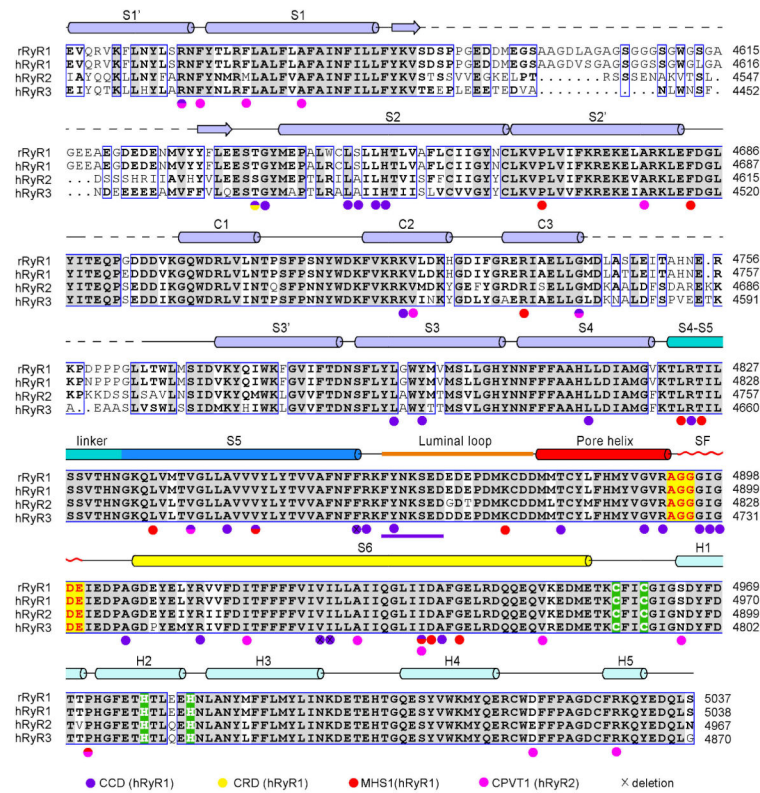 S1' S1
rRyR1 EVQRVKFLNYLSRNFYTLRFLALFLAFAINFILLFYKVSDSPPGEDDMEGSAAGDLAGAGSGGGSGWGSGA 4615
hRyR1 EVQRVKFLNYLSRNFYTLRFLALFLAFAINFILLFYKVSDSPPGEDDMEGSAAGDVSGAGSGGSSGWGLGA 4616
hRyR2 IAYQQKLLNYFARNFYNMRMLALFVAFAINFILLFYKVSTSSVVEGKELPT......RSSSENAKVTSL. 4547
hRyR3 EIYQTKLLHYLARNFYNLRFLALFVAFAINFILLFYKVTEEPLEEETEDVA............NLWNSF. 4452
S2 S2'
rRyR1 GEEAEGDEDENMVYYFLEESTGYMEPALWCLSLLHTLVAFLCIIGYNCLKVPLVIFKREKELARKLEFDGL 4686
hRyR1 GEEAEGDEDENMVYYFLEESTGYMEPALRCLSLLHTLVAFLCIIGYNCLKVPLVIFKREKELARKLEFDGL 4687
hRyR2 ..DSSSHRIIAVHYVLEESSGYMEPTLRILAILHTVISFFCIIGYYCLKVPLVIFKREKEVARKLEFDGL 4615
hRyR3 ..NDEEEEEAMVFFVLQESTGYMAPTLRALAIIHTIISLVCVVGYYCLKVPLVVFKREKEIARKLEFDGL 4520
C1 C2 C3
rRyR1 YITEQPGDDDVKGQWDRLVLNTPSFPSNYWDKFVKRKVLDKHGDIFGRERIAELLGMDLASLEITAHNE.R 4756
hRyR1 YITEQPEDDDVKGQWDRLVLNTPSFPSNYWDKFVKRKVLDKHGDIYGRERIAELLGMDLATLEITAHNE.R 4757
hRyR2 YITEQPSEDDIKGQWDRLVINTQSFPNNYWDKFVKRKVMDKYGEFYGRDRISELLGMDKAALDFSDAREKK 4686
hRyR3 YITEQPSEDDIKGQWDRLVINTPSFPNNYWDKFVKRKVINKYGDLYGAERIAELLGLDKNALDFSPVEETK 4591
S3' S3 S4 S4-S5
rRyR1 KPDPPPGLLTWLMSIDVKYQIWKFGVIFTDNSFLYLGWYMVMSLLGHYNNFFFAAHLLDIAMGVKTLRTIL 4827
hRyR1 KPNPPPGLLTWLMSIDVKYQIWKFGVIFTDNSFLYLGWYMVMSLLGHYNNFFFAAHLLDIAMGVKTLRTIL 4828
hRyR2 KPKKDSSLSAVLNSIDVKYQMWKLGVVFTDNSFLYLAWYMTMSVLGHYNNFFFAAHLLDIAMGFKTLRTIL 4757
hRyR3 A.EAASLVSWLSSIDMKYHIWKLGVVFTDNSFLYLAWYTTMSVLGHYNNFFFAAHLLDIAMGFKTLRTIL 4660
linker S5 Luminal loop Pore helix SF
rRyR1 SSVTHNGKQLVMTVGLLAVVVYLYTVVAFNFFRKFYNKSEDEDEPDMKCDDMMTCYLFHMYVGVRAGGGIG 4898
hRyR1 SSVTHNGKQLVMTVGLLAVVVYLYTVVAFNFFRKFYNKSEDEDEPDMKCDDMMTCYLFHMYVGVRAGGGIG 4899
hRyR2 SSVTHNGKQLVLTVGLLAVVVYLYTVVAFNFFRKFYNKSEDGDTPDMKCDDMLTCYMFHMYVGVRAGGGIG 4828
hRyR3 SSVTHNGKQLVLTVGLLAVVVYLYTVVAFNFFRKFYNKSEDDDEPDMKCDDMMTCYLFHMYVGVRAGGGIG 4731
S6 H1
rRyR1 DEIEDPAGDEYELYRVVFDITFFFFVIVILLAIIQGLIIDAFGELRDQQEQVKEDMETKCFICGIGSDYFD 4969
hRyR1 DEIEDPAGDEYELYRVVFDITFFFFVIVILLAIIQGLIIDAFGELRDQQEQVKEDMETKCFICGIGSDYFD 4970
hRyR2 DEIEDPAGDEYEIYRIIFDITFFFFVIVILLAIIQGLIIDAFGELRDQQEQVKEDMETKCFICGIGNDYFD 4899
hRyR3 DEIEDPAGDPYEMYRIVFDITFFFFVIVILLAIIQGLIIDAFGELRDQQEQVREDMETKCFICGIGNDYFD 4802
H2 H3 H4 H5
rRyR1 TTPHGFETHTLEEHNLANYMFFLMYLINKDETEHTGQESYVWKMYQERCWDFFPAGDCFRKQYEDQLS 5037
hRyR1 TTPHGFETHTLEEHNLANYMFFLMYLINKDETEHTGQESYVWKMYQERCWDFFPAGDCFRKQYEDQLS 5038
hRyR2 TVPHGFETHTLQEHNLANYLFFLMYLINKDETEHTGQESYVWKMYQERCWEFFPAGDCFRKQYEDQLN 4967
hRyR3 TTPHGFETHTLQEHNLANYLFFLMYLINKDETEHTGQESYVWKMYQERCWDFFPAGDCFRKQYEDQLG 4870
CCD (hRyR1) CRD (hRyR1) MHS1(hRyR1) CPVT1 (hRyR2) × deletion